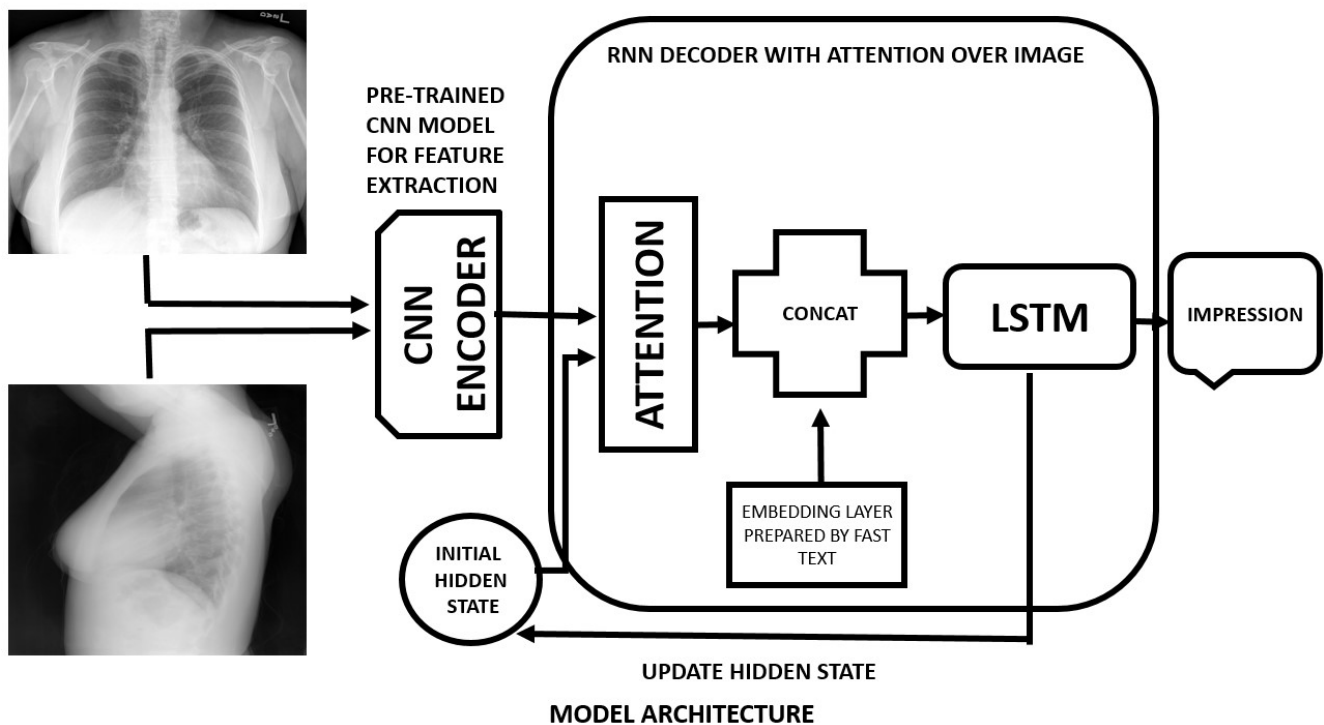 RNN DECODER WITH ATTENTION OVER IMAGE
PRE-TRAINED
CNN MODEL
FOR FEATURE
EXTRACTION
CNN
ENCODER
ATTENTION
CONCAT
LSTM
IMPRESSION
EMBEDDING LAYER
PREPARED BY FAST
TEXT
INITIAL
HIDDEN
STATE
UPDATE HIDDEN STATE
MODEL ARCHITECTURE